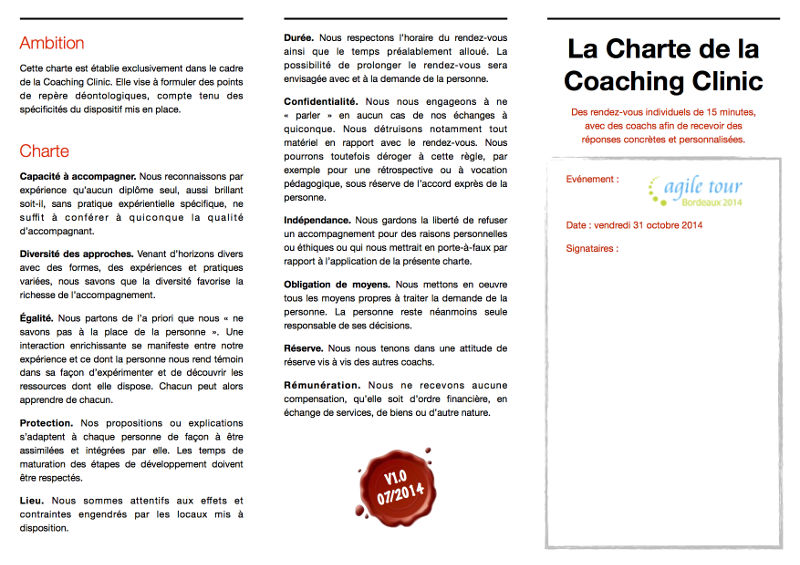 Ambition
Cette charte est établie exclusivement dans le cadre
de la Coaching Clinic. Elle vise à formuler des points
de repère déontologiques, compte tenu des
spécificités du dispositif mis en place.
Charte
Capacité à accompagner. Nous reconnaissons par
expérience qu'aucun diplôme seul, aussi brillant
soit-il, sans pratique expérientielle spécifique, ne
suffit à conférer à quiconque la qualité
d'accompagnant.
Diversité des approches. Venant d'horizons divers
avec des formes, des expériences et pratiques
variées, nous savons que la diversité favorise la
richesse de l'accompagnement.
Égalité. Nous partons de l'a priori que nous « ne
savons pas à la place de la personne ». Une
interaction enrichissante se manifeste entre notre
expérience et ce dont la personne nous rend témoin
dans sa façon d'expérimenter et de découvrir les
ressources dont elle dispose. Chacun peut alors
apprendre de chacun.
Protection. Nos propositions ou explications
s'adaptent à chaque personne de façon à être
assimilées et intégrées par elle. Les temps de
maturation des étapes de développement doivent
être respectés.
Lieu. Nous sommes attentifs aux effets et
contraintes engendrés par les locaux mis à
disposition.
Durée. Nous respectons l'horaire du rendez-vous
ainsi que le temps préalablement alloué. La
possibilité de prolonger le rendez-vous sera
envisagée avec et à la demande de la personne.
Confidentialité. Nous nous engageons à ne
« parler » en aucun cas de nos échanges à
quiconque. Nous détruisons notamment tout
matériel en rapport avec le rendez-vous. Nous
pourrons toutefois déroger à cette règle, par
exemple pour une rétrospective ou à vocation
pédagogique, sous réserve de l'accord exprès de la
personne.
Indépendance. Nous gardons la liberté de refuser
un accompagnement pour des raisons personnelles
ou éthiques ou qui nous mettrait en porte-à-faux par
rapport à l'application de la présente charte.
Obligation de moyens. Nous mettons en oeuvre
tous les moyens propres à traiter la demande de la
personne. La personne reste néanmoins seule
responsable de ses décisions.
Réserve. Nous nous tenons dans une attitude de
réserve vis à vis des autres coachs.
Rémunération. Nous ne recevons aucune
compensation, qu'elle soit d'ordre financière, en
échange de services, de biens ou d'autre nature.
V1.0
07/2014
La Charte de la
Coaching Clinic
Des rendez-vous individuels de 15 minutes,
avec des coachs afin de recevoir des
réponses concrètes et personnalisées.
Evénement :
agile tour
Bordeaux 2014
Date : vendredi 31 octobre 2014
Signataires :